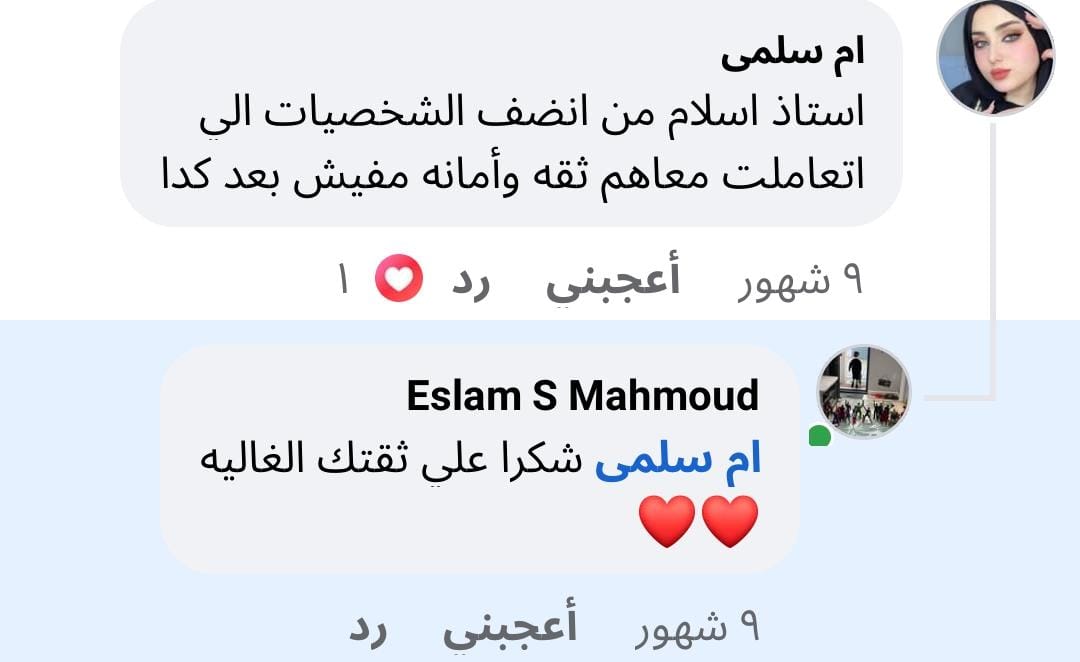 ام سلمى
استاذ اسلام من انضف الشخصيات الي
اتعاملت معاهم ثقه وأمانه مفيش بعد كدا
٩ شهور أعجبني رد ١
Eslam S Mahmoud
ام سلمى شكرا علي ثقتك الغاليه
❤️❤️
٩ شهور أعجبني رد